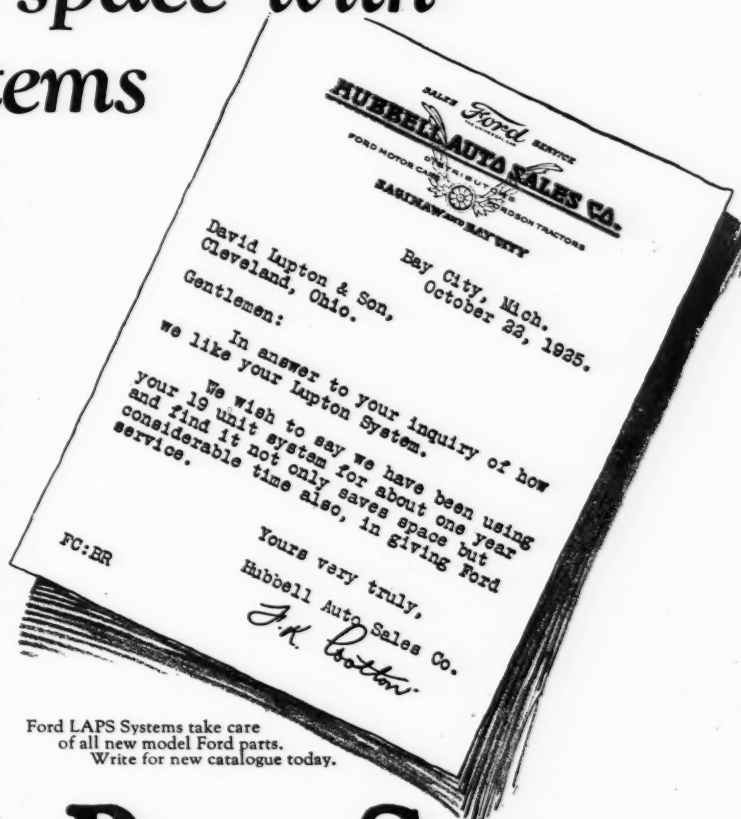 space with
tems
SALES Ford SERVICE
THE UNIVERSAL CAR
HUBBELL AUTO SALES CO.
DISTRIBUTORS
FORD MOTOR CARS FORDSON TRACTORS
SAGINAW AND BAY CITY
Bay City, Mich.
October 22, 1925.
David Lupton & Son,
Cleveland, Ohio.
Gentlemen:
In answer to your inquiry of how
we like your Lupton System.
We wish to say we have been using
your 19 unit system for about one year
and find it not only saves space but
considerable time also, in giving Ford
service.
Yours very truly,
Hubbell Auto Sales Co.
F.K.
FC:BR
Ford LAPS Systems take care
of all new model Ford parts.
Write for new catalogue today.